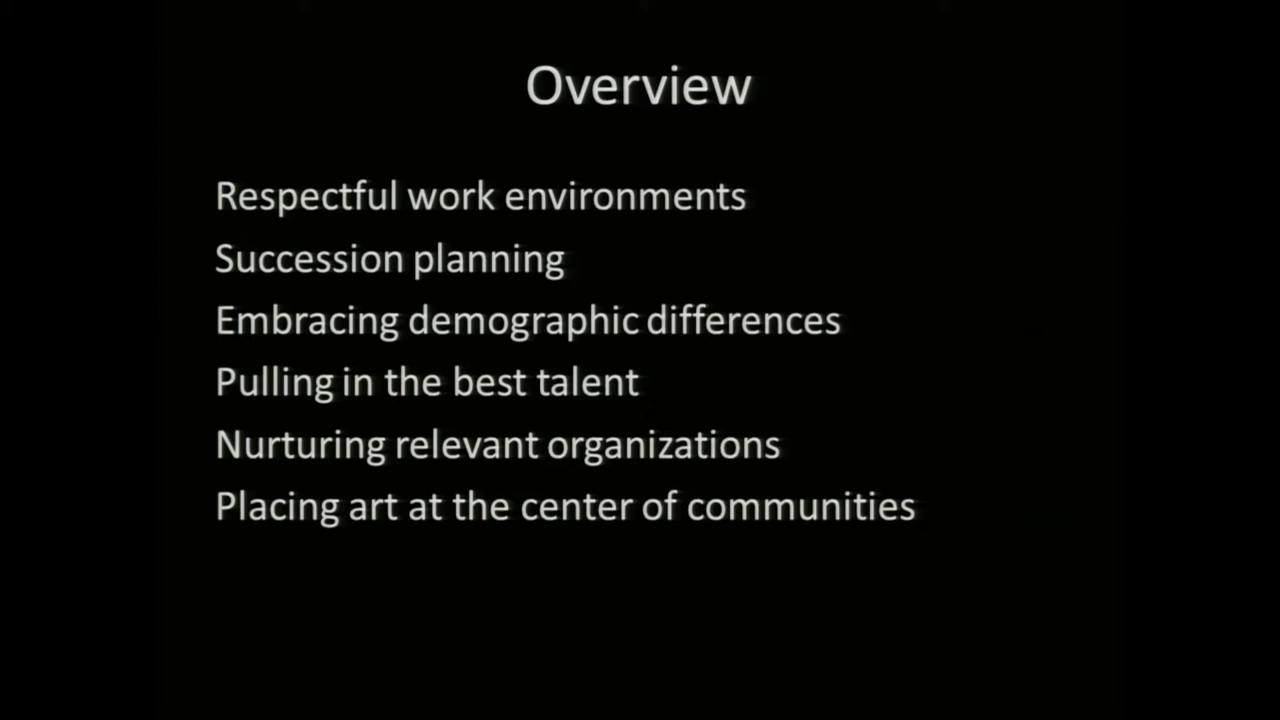 Overview
Respectful work environments
Succession planning
Embracing demographic differences
Pulling in the best talent
Nurturing relevant organizations
Placing art at the center of communities